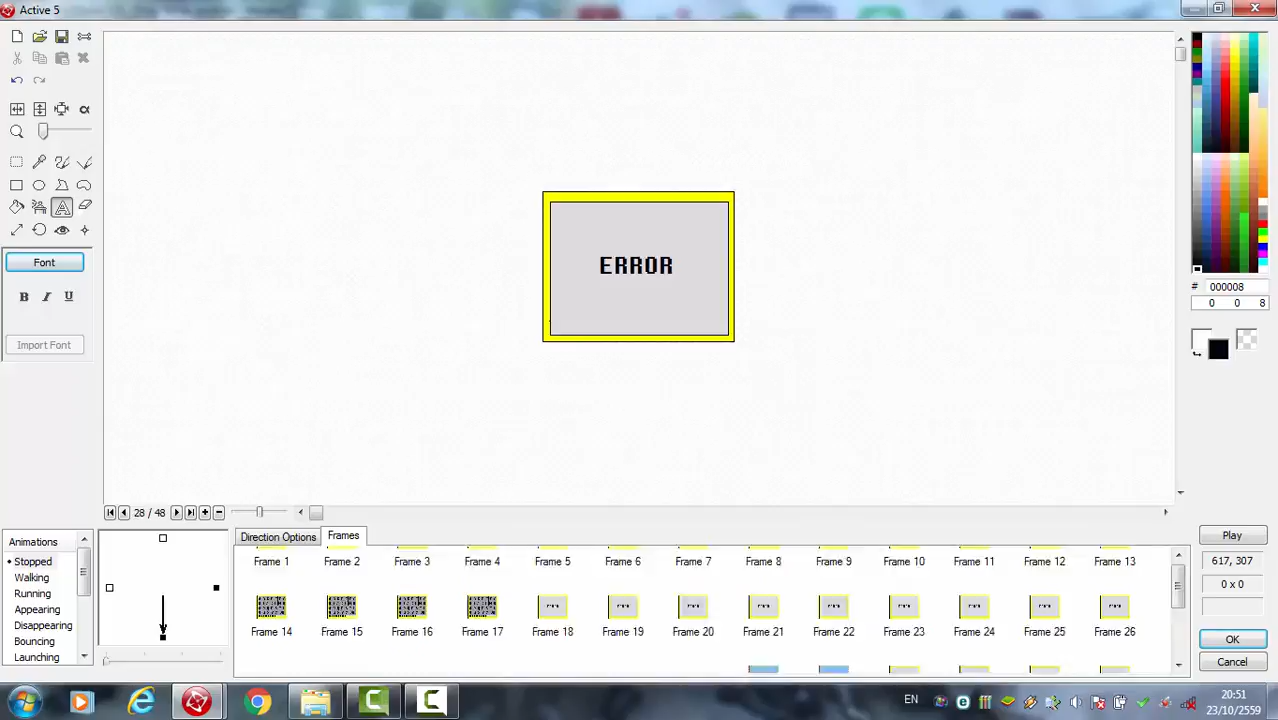 Active 5
Font
B I U
Import Font
ERROR
# 000008
0 0 8
28 / 48
Animations
Stopped
Walking
Running
Appearing
Disappearing
Bouncing
Launching
Direction Options
Frames
Frame 1
Frame 2
Frame 3
Frame 4
Frame 5
Frame 6
Frame 7
Frame 8
Frame 9
Frame 10
Frame 11
Frame 12
Frame 13
Frame 14
Frame 15
Frame 16
Frame 17
Frame 18
Frame 19
Frame 20
Frame 21
Frame 22
Frame 23
Frame 24
Frame 25
Frame 26
Play
617, 307
0 x 0
OK
Cancel
EN
20:51
23/10/2559